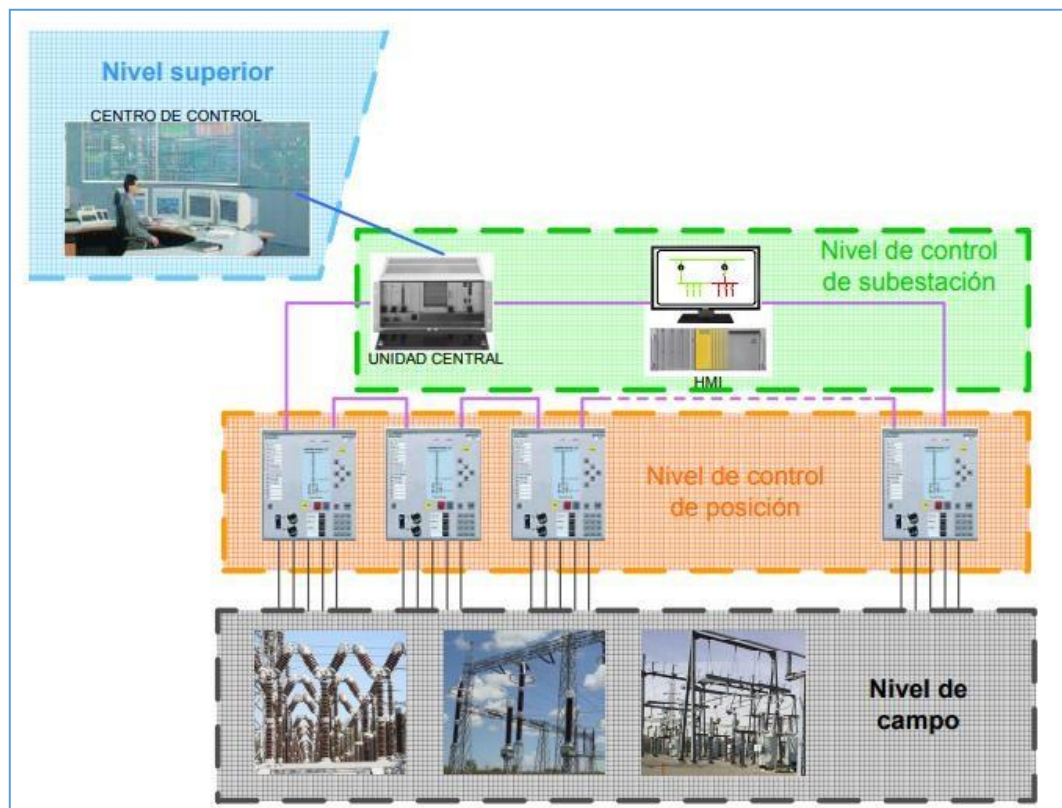 Nivel superior
CENTRO DE CONTROL
Nivel de control
de subestación
UNIDAD CENTRAL
HMI
Nivel de control
de posición
Nivel de
campo